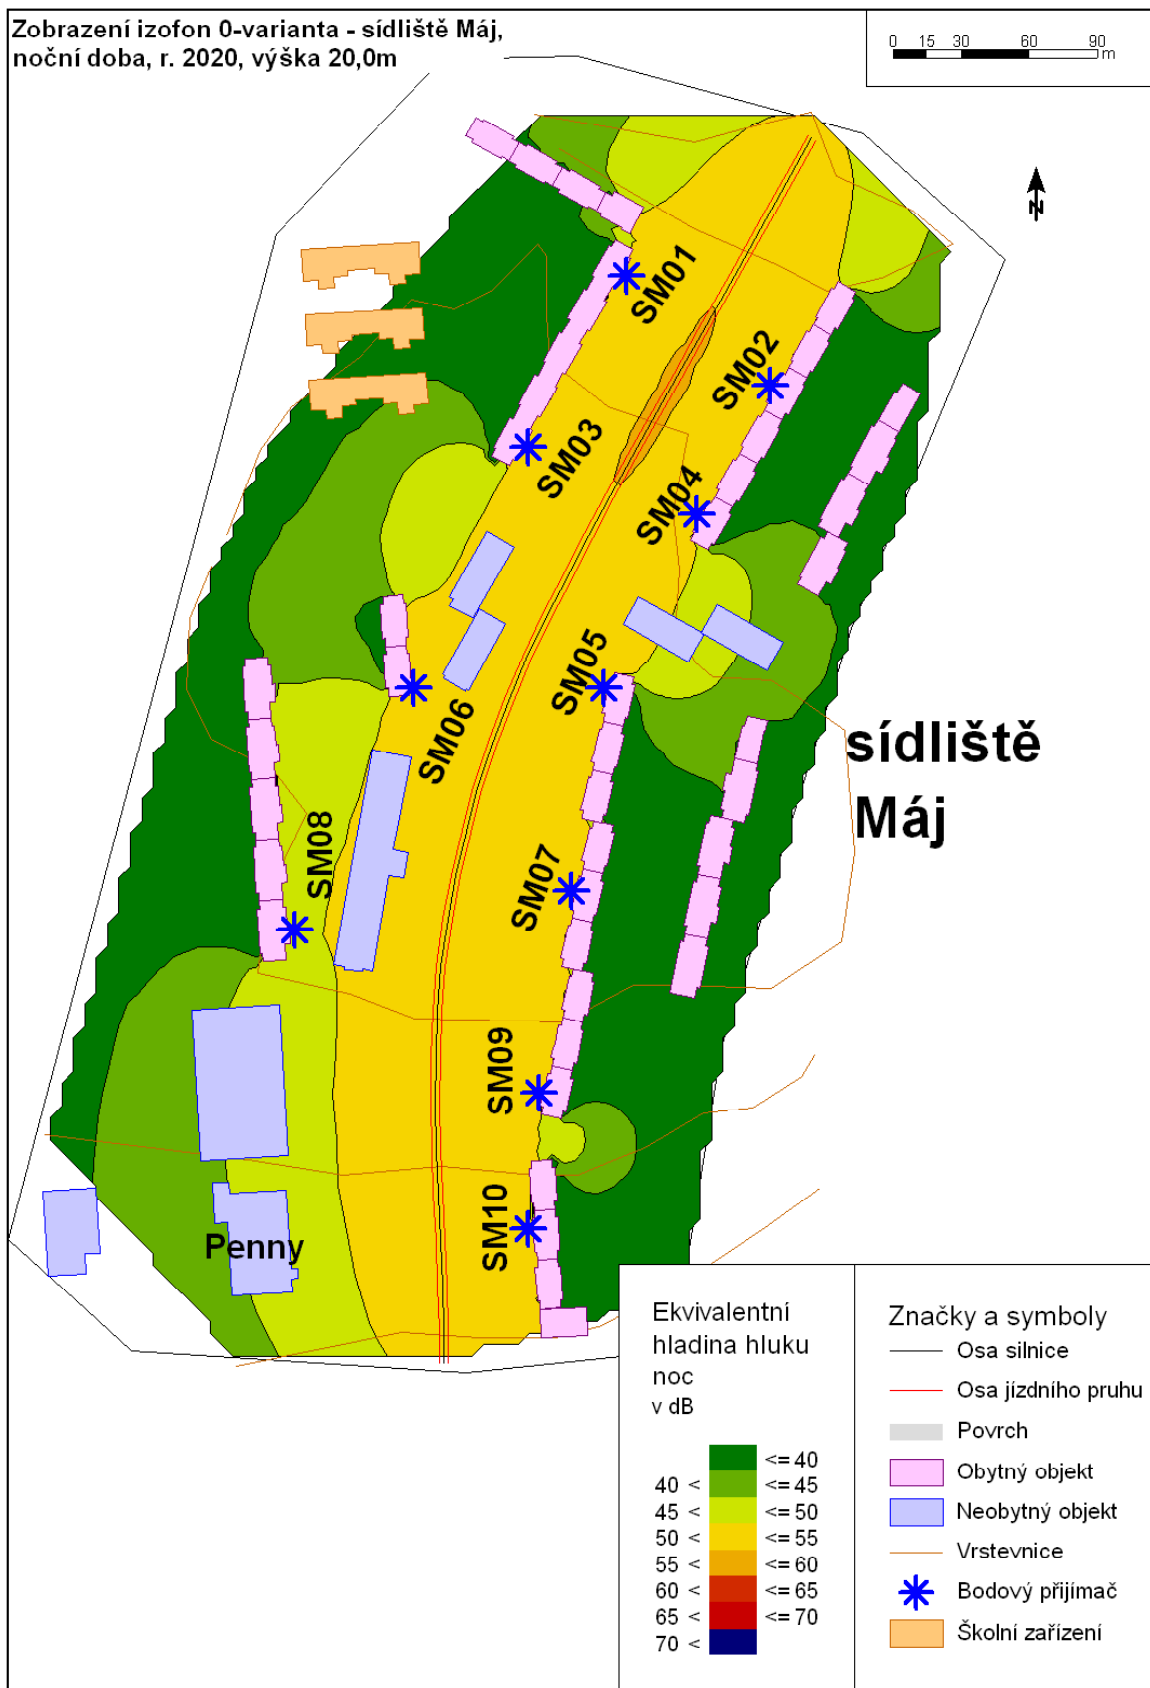 Zobrazení izofon 0-varianta - sídliště Máj,
noční doba, r. 2020, výška 20,0m
0 15 30 60 90
m
N
SM01
SM02
SM03
SM04
SM05
SM06
sídliště
Máj
SM08
SM07
SM09
SM10
Penny
Ekvivalentní
hladina hluku
noc
v dB
<= 40
40 < <= 45
45 < <= 50
50 < <= 55
55 < <= 60
60 < <= 65
65 < <= 70
70 <
Značky a symboly
Osa silnice
Osa jízdního pruhu
Povrch
Obytný objekt
Neobytný objekt
Vrstevnice
Bodový přijímač
Školní zařízení